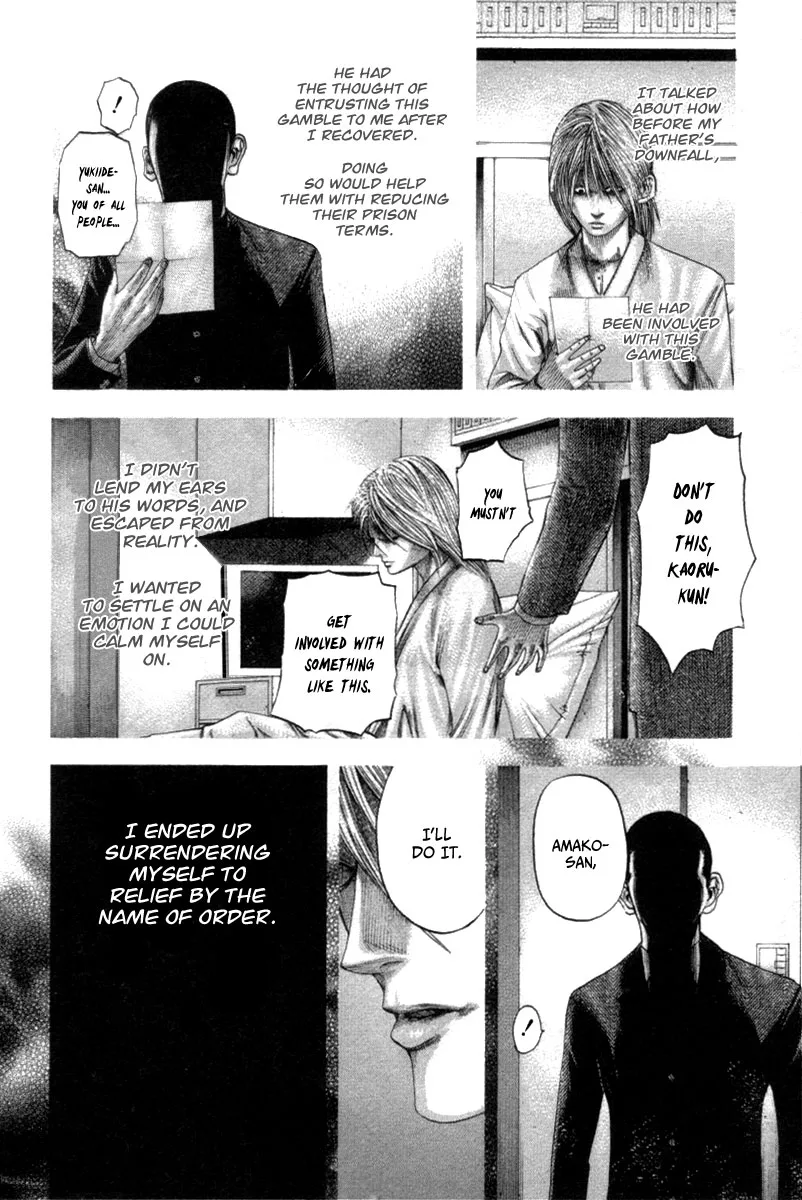 IT TALKED
ABOUT HOW
BEFORE MY
FATHER'S
DOWNFALL,
HE HAD
BEEN INVOLVED
WITH THIS
GAMBLE.
HE HAD
THE THOUGHT OF
ENTRUSTING THIS
GAMBLE TO ME AFTER
I RECOVERED.
DOING
SO WOULD HELP
THEM WITH REDUCING
THEIR PRISON
TERMS.
!
YUKIIDE-
SAN...
YOU OF ALL
PEOPLE...
DON'T
DO
THIS,
KAORU-
KUN!
YOU
MUSTN'T
GET
INVOLVED WITH
SOMETHING
LIKE THIS.
I DIDN'T
LEND MY EARS
TO HIS WORDS, AND
ESCAPED FROM
REALITY.
I WANTED
TO SETTLE ON AN
EMOTION I COULD
CALM MYSELF
ON.
AMAKO-
SAN,
!
I'LL
DO IT.
I ENDED UP
SURRENDERING
MYSELF TO
RELIEF BY THE
NAME OF ORDER.